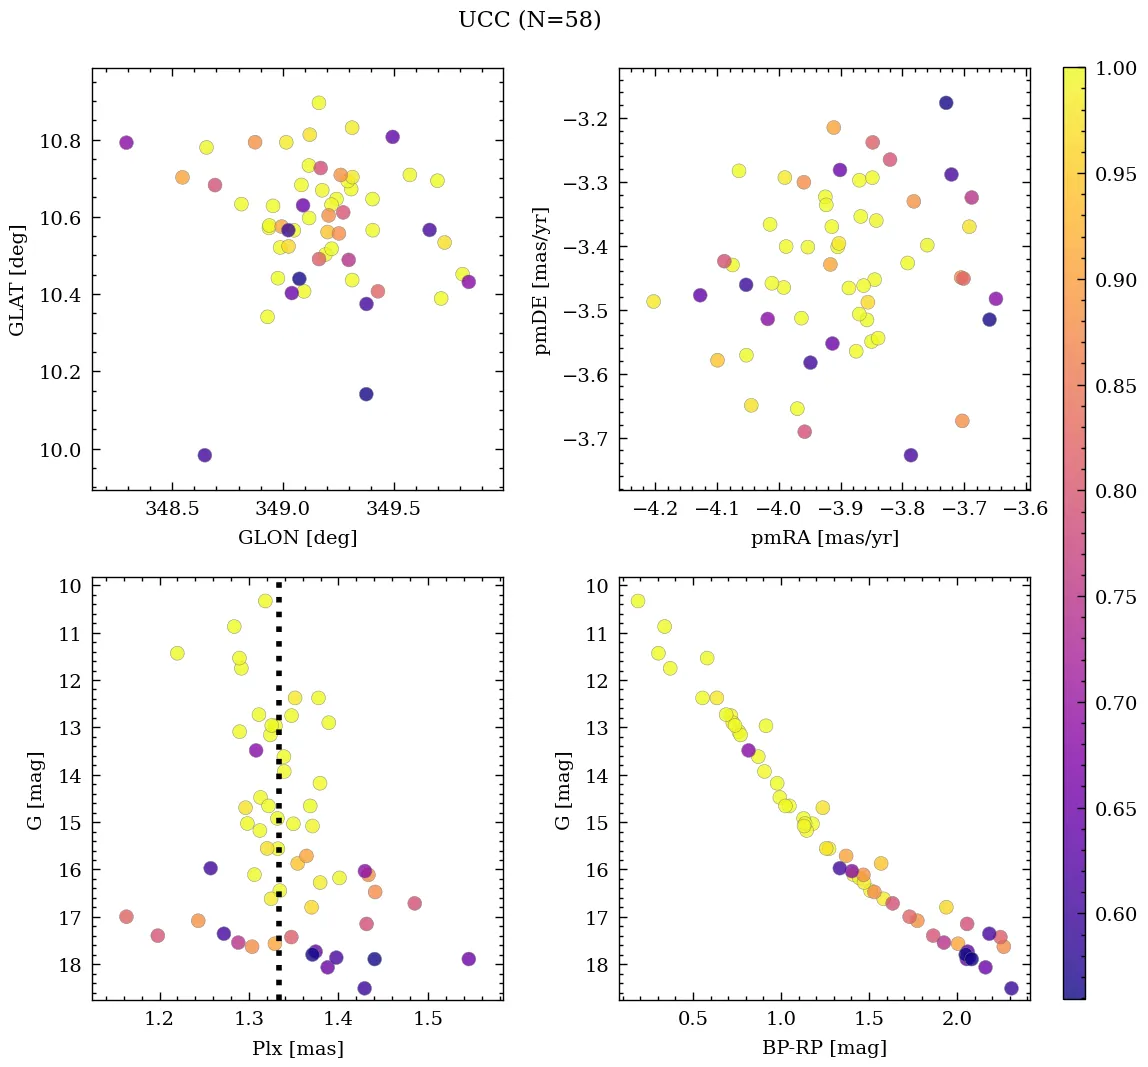 UCC (N=58)
10.8
10.6
10.4
10.2
10.0
GLAT [deg]
348.5 349.0 349.5
GLON [deg]
−3.2
−3.3
−3.4
−3.5
−3.6
−3.7
pmDE [mas/yr]
−4.2 −4.1 −4.0 −3.9 −3.8 −3.7 −3.6
pmRA [mas/yr]
10
11
12
13
14
15
16
17
18
G [mag]
1.2 1.3 1.4 1.5
Plx [mas]
10
11
12
13
14
15
16
17
18
G [mag]
0.5 1.0 1.5 2.0
BP-RP [mag]
1.00
0.95
0.90
0.85
0.80
0.75
0.70
0.65
0.60